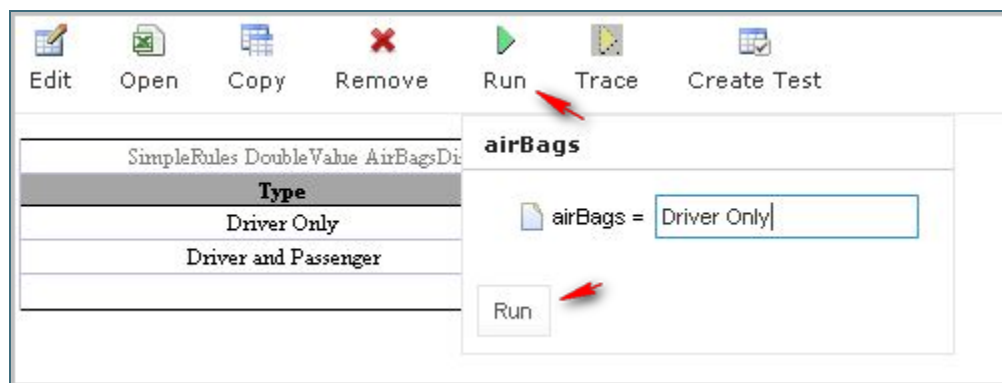 Edit Open Copy Remove Run Trace Create Test
airBags
SimpleRules DoubleValue AirBagsDis
Type
Driver Only
Driver and Passenger
airBags = Driver Only
Run